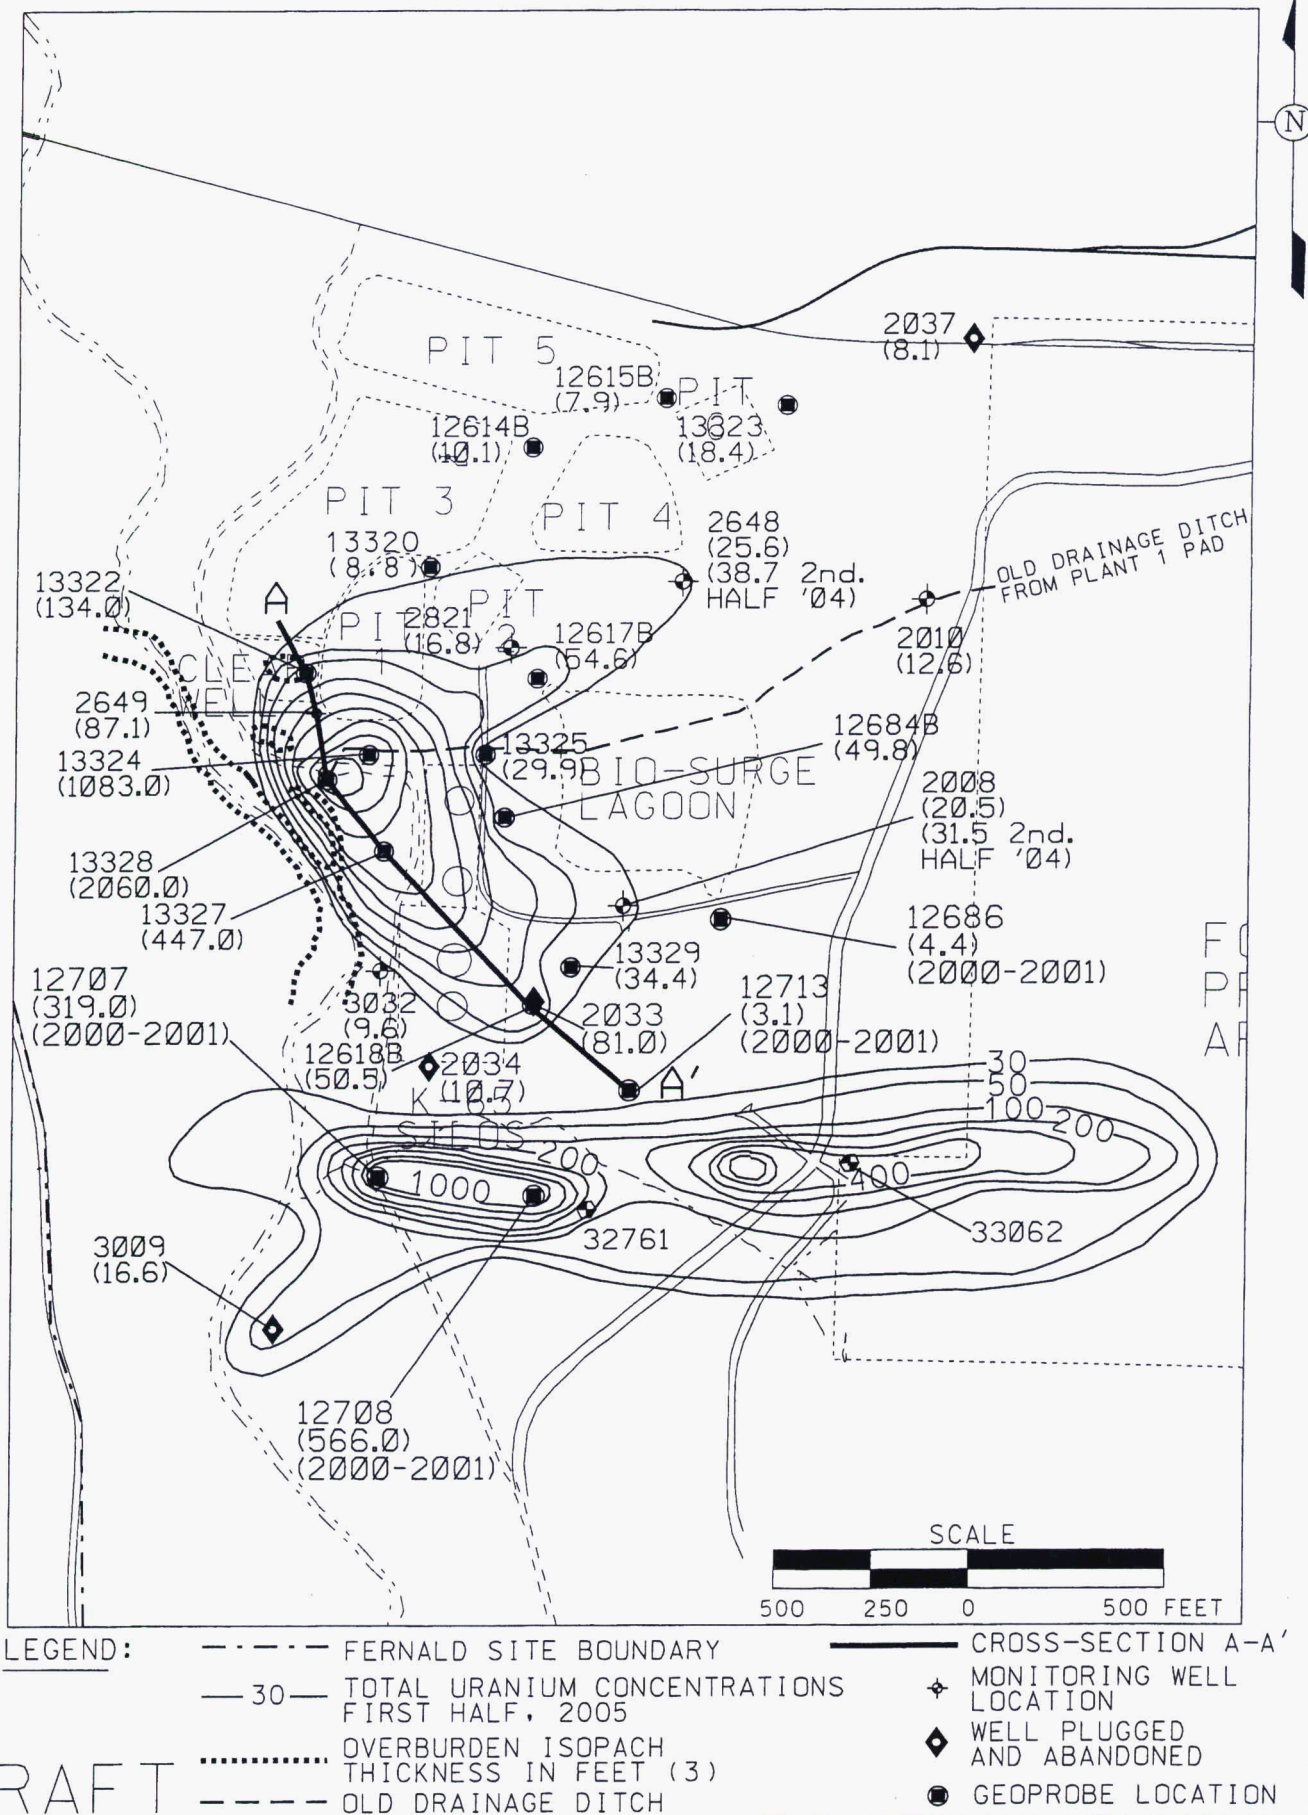 N
2037
(8.1)
PIT 5
12615B
(7.9)
PIT
6
13323
(18.4)
12614B
(10.1)
PIT 3
PIT 4
2648
(25.6)
(38.7 2nd.
HALF '04)
OLD DRAINAGE DITCH
FROM PLANT 1 PAD
13320
(8.8)
13322
(134.0)
A
PIT
1
2821
(16.8)
PIT
2
12617B
(54.6)
2010
(12.6)
CLE
WEL
2649
(87.1)
12684B
(49.8)
13324
(1083.0)
13325
(29.9)
BIO-SURGE
LAGOON
2008
(20.5)
(31.5 2nd.
HALF '04)
13328
(2060.0)
13327
(447.0)
12686
(4.4)
(2000-2001)
13329
(34.4)
12707
(319.0)
(2000-2001)
12713
(3.1)
(2000-2001)
3032
(9.6)
2033
(81.0)
12618B
(50.5)
2034
(10.7)
A'
K-65
SILOS
30
50
100
200
200
400
1000
32761
33062
3009
(16.6)
12708
(566.0)
(2000-2001)
SCALE
500 250 0 500 FEET
LEGEND:
FERNALD SITE BOUNDARY
30 TOTAL URANIUM CONCENTRATIONS
FIRST HALF, 2005
OVERBURDEN ISOPACH
THICKNESS IN FEET (3)
OLD DRAINAGE DITCH
CROSS-SECTION A-A'
MONITORING WELL
LOCATION
WELL PLUGGED
AND ABANDONED
GEOPROBE LOCATION
RAFT